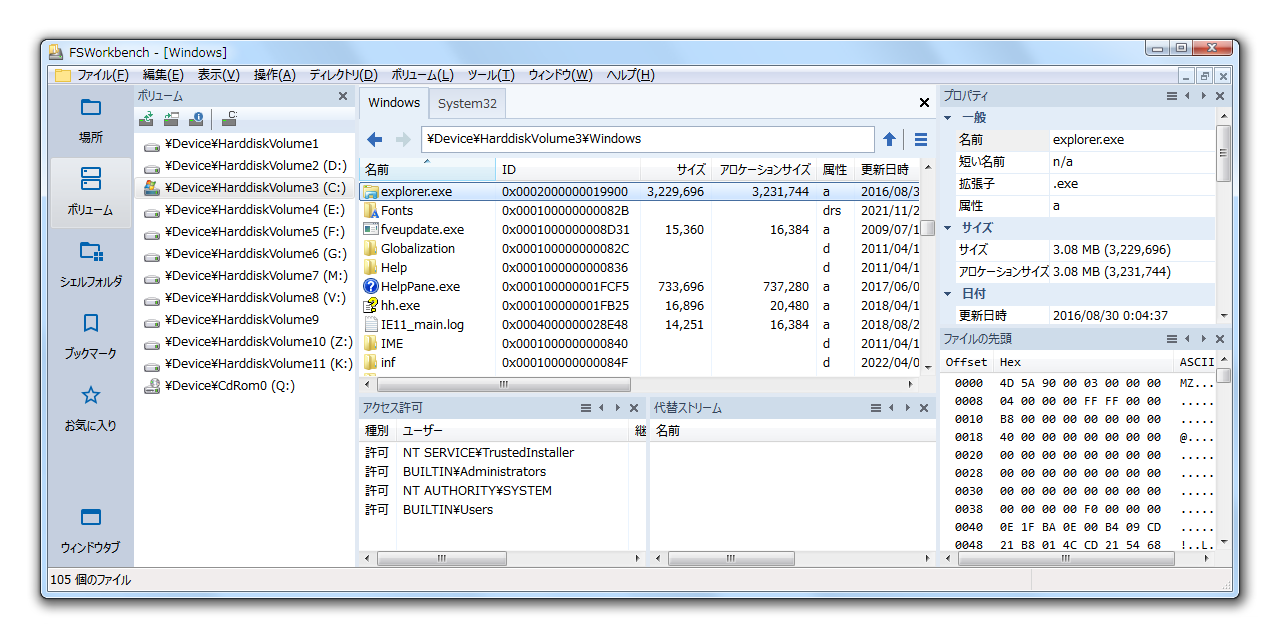 FSWorkbench - [Windows]
ファイル(F) 編集(E) 表示(V) 操作(A) ディレクトリ(D) ボリューム(L) ツール(T) ウィンドウ(W) ヘルプ(H)
場所
ボリューム
シェルフォルダ
ブックマーク
お気に入り
ウィンドウタブ
ボリューム
C:
¥Device¥HarddiskVolume1
¥Device¥HarddiskVolume2 (D:)
¥Device¥HarddiskVolume3 (C:)
¥Device¥HarddiskVolume4 (E:)
¥Device¥HarddiskVolume5 (F:)
¥Device¥HarddiskVolume6 (G:)
¥Device¥HarddiskVolume7 (M:)
¥Device¥HarddiskVolume8 (V:)
¥Device¥HarddiskVolume9
¥Device¥HarddiskVolume10 (Z:)
¥Device¥HarddiskVolume11 (K:)
¥Device¥CdRom0 (Q:)
Windows System32
¥Device¥HarddiskVolume3¥Windows
名前 ID サイズ アロケーションサイズ 属性 更新日時
explorer.exe 0x0002000000019900 3,229,696 3,231,744 a 2016/08/3
Fonts 0x000100000000082B drs 2021/11/2
fveupdate.exe 0x0001000000008D31 15,360 16,384 a 2009/07/1
Globalization 0x000100000000082C d 2011/04/1
Help 0x0001000000000836 d 2011/04/1
HelpPane.exe 0x000100000001FCF5 733,696 737,280 a 2017/06/0
hh.exe 0x000100000001FB25 16,896 20,480 a 2018/04/1
IE11_main.log 0x0004000000028E48 14,251 16,384 a 2018/08/2
IME 0x0001000000000840 d 2011/04/1
inf 0x000100000000084F d 2022/04/0
アクセス許可
種別 ユーザー 継
許可 NT SERVICE¥TrustedInstaller
許可 BUILTIN¥Administrators
許可 NT AUTHORITY¥SYSTEM
許可 BUILTIN¥Users
代替ストリーム
名前
プロパティ
一般
名前 explorer.exe
短い名前 n/a
拡張子 .exe
属性 a
サイズ
サイズ 3.08 MB (3,229,696)
アロケーションサイズ 3.08 MB (3,231,744)
日付
更新日時 2016/08/30 0:04:37
ファイルの先頭
Offset Hex ASCII
0000 4D 5A 90 00 03 00 00 00 MZ...
0008 04 00 00 00 FF FF 00 00 .....
0010 B8 00 00 00 00 00 00 00 .....
0018 40 00 00 00 00 00 00 00 @....
0020 00 00 00 00 00 00 00 00 .....
0028 00 00 00 00 00 00 00 00 .....
0030 00 00 00 00 00 00 00 00 .....
0038 00 00 00 00 F0 00 00 00 .....
0040 0E 1F BA 0E 00 B4 09 CD .....
0048 21 B8 01 4C CD 21 54 68 !..L.
105 個のファイル